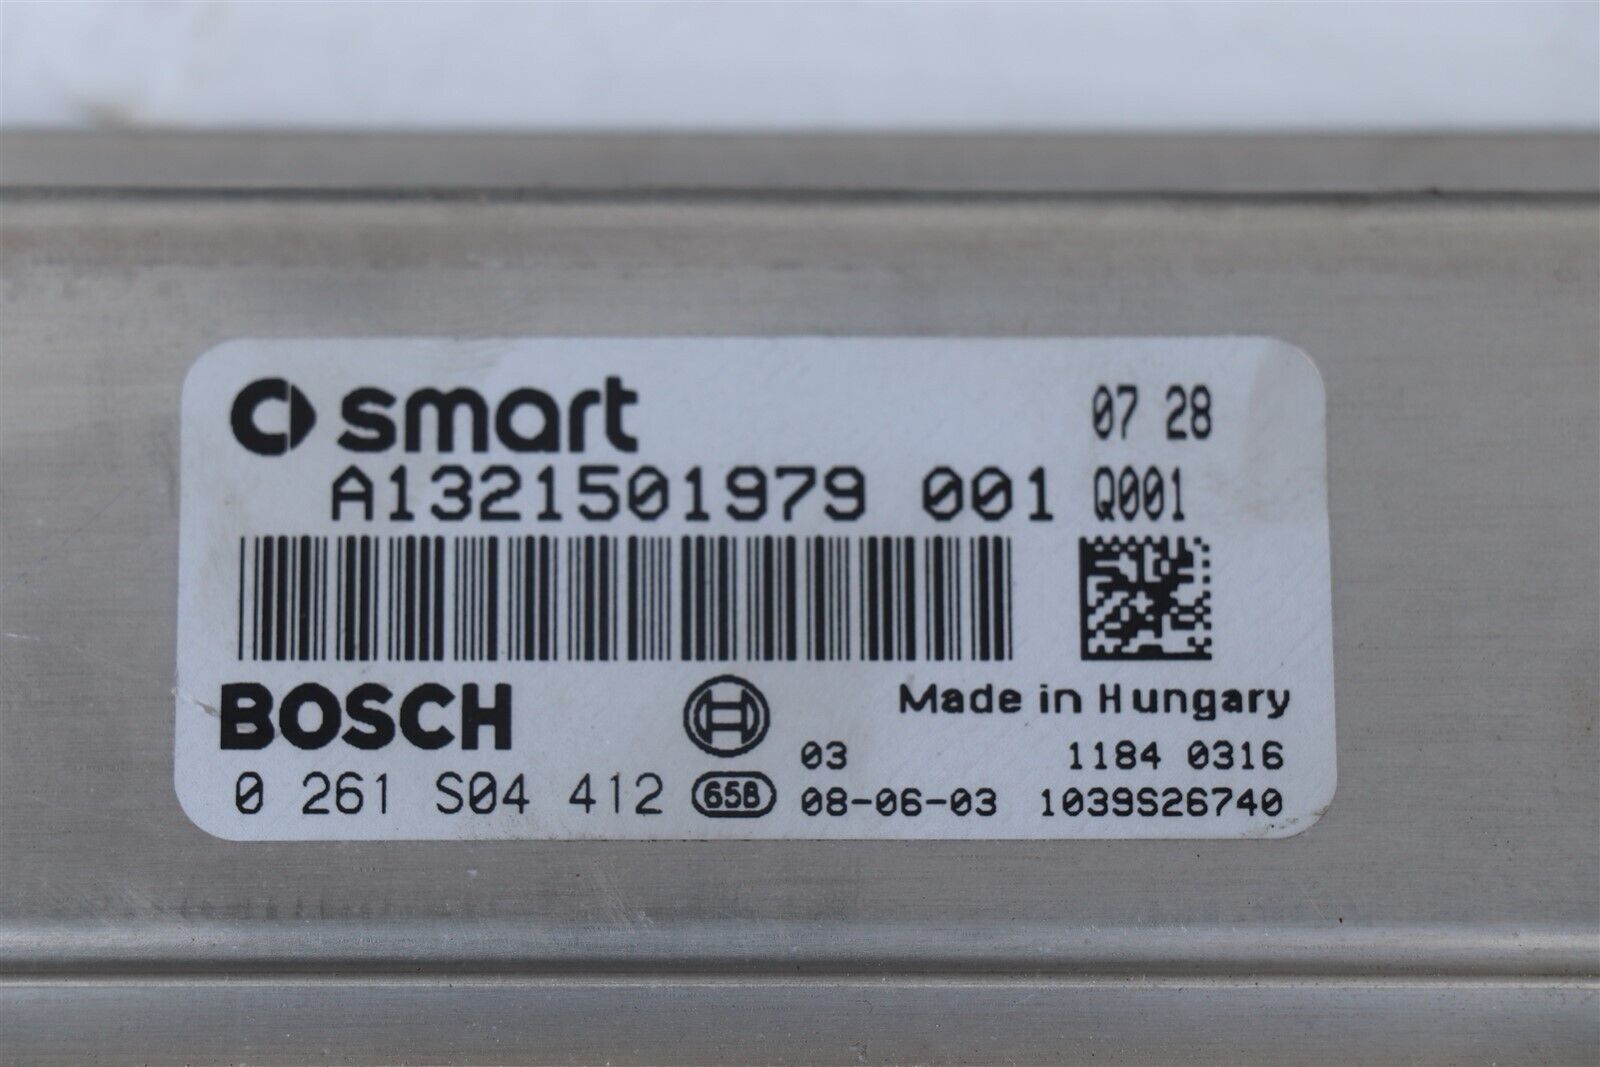 smart 07 28
A1321501979 001 Q001
BOSCH Made in Hungary
03 1184 0316
0 261 S04 412 65B 08-06-03 1039S26740